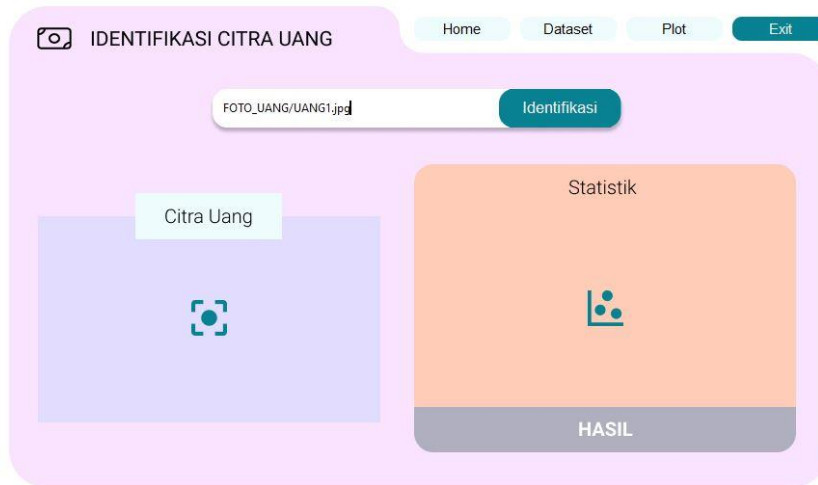 IDENTIFIKASI CITRA UANG
Home Dataset Plot Exit
FOTO_UANG/UANG1.jpg Identifikasi
Citra Uang
Statistik
HASIL